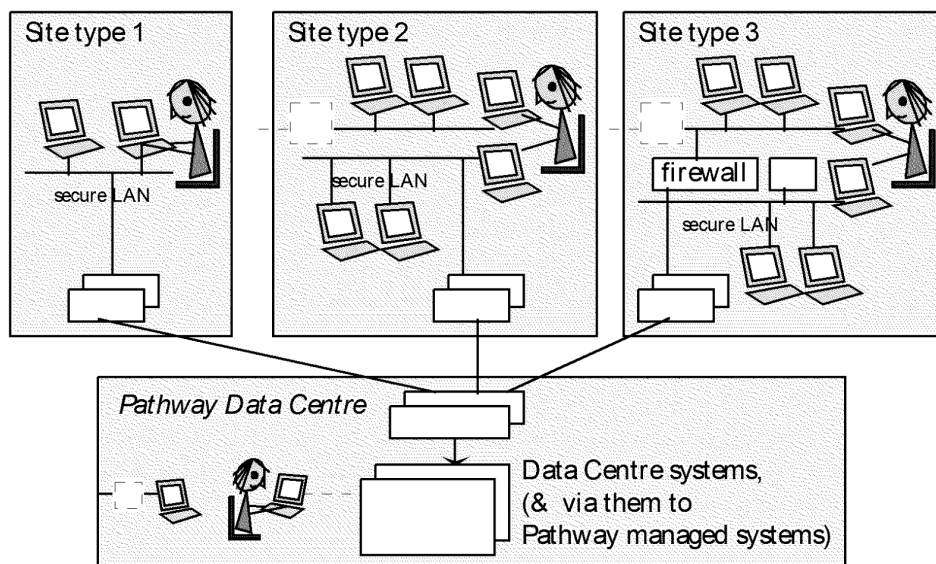 Site type 1
secure LAN
Site type 2
secure LAN
Site type 3
firewall
secure LAN
Pathway Data Centre
Data Centre systems,
(& via them to
Pathway managed systems)